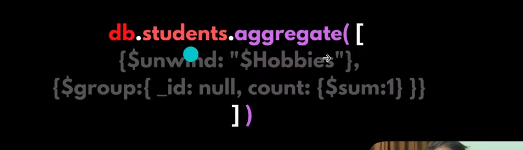 db.students.aggregate( [
{$unwind: "$Hobbies"},
{$group:{ _id: null, count: {$sum:1} }}
] )